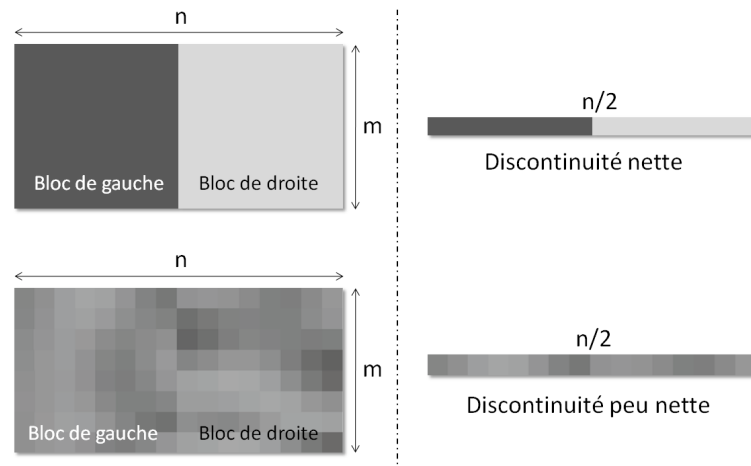 n
m
Bloc de gauche
Bloc de droite
n/2
Discontinuité nette
n
m
Bloc de gauche
Bloc de droite
n/2
Discontinuité peu nette